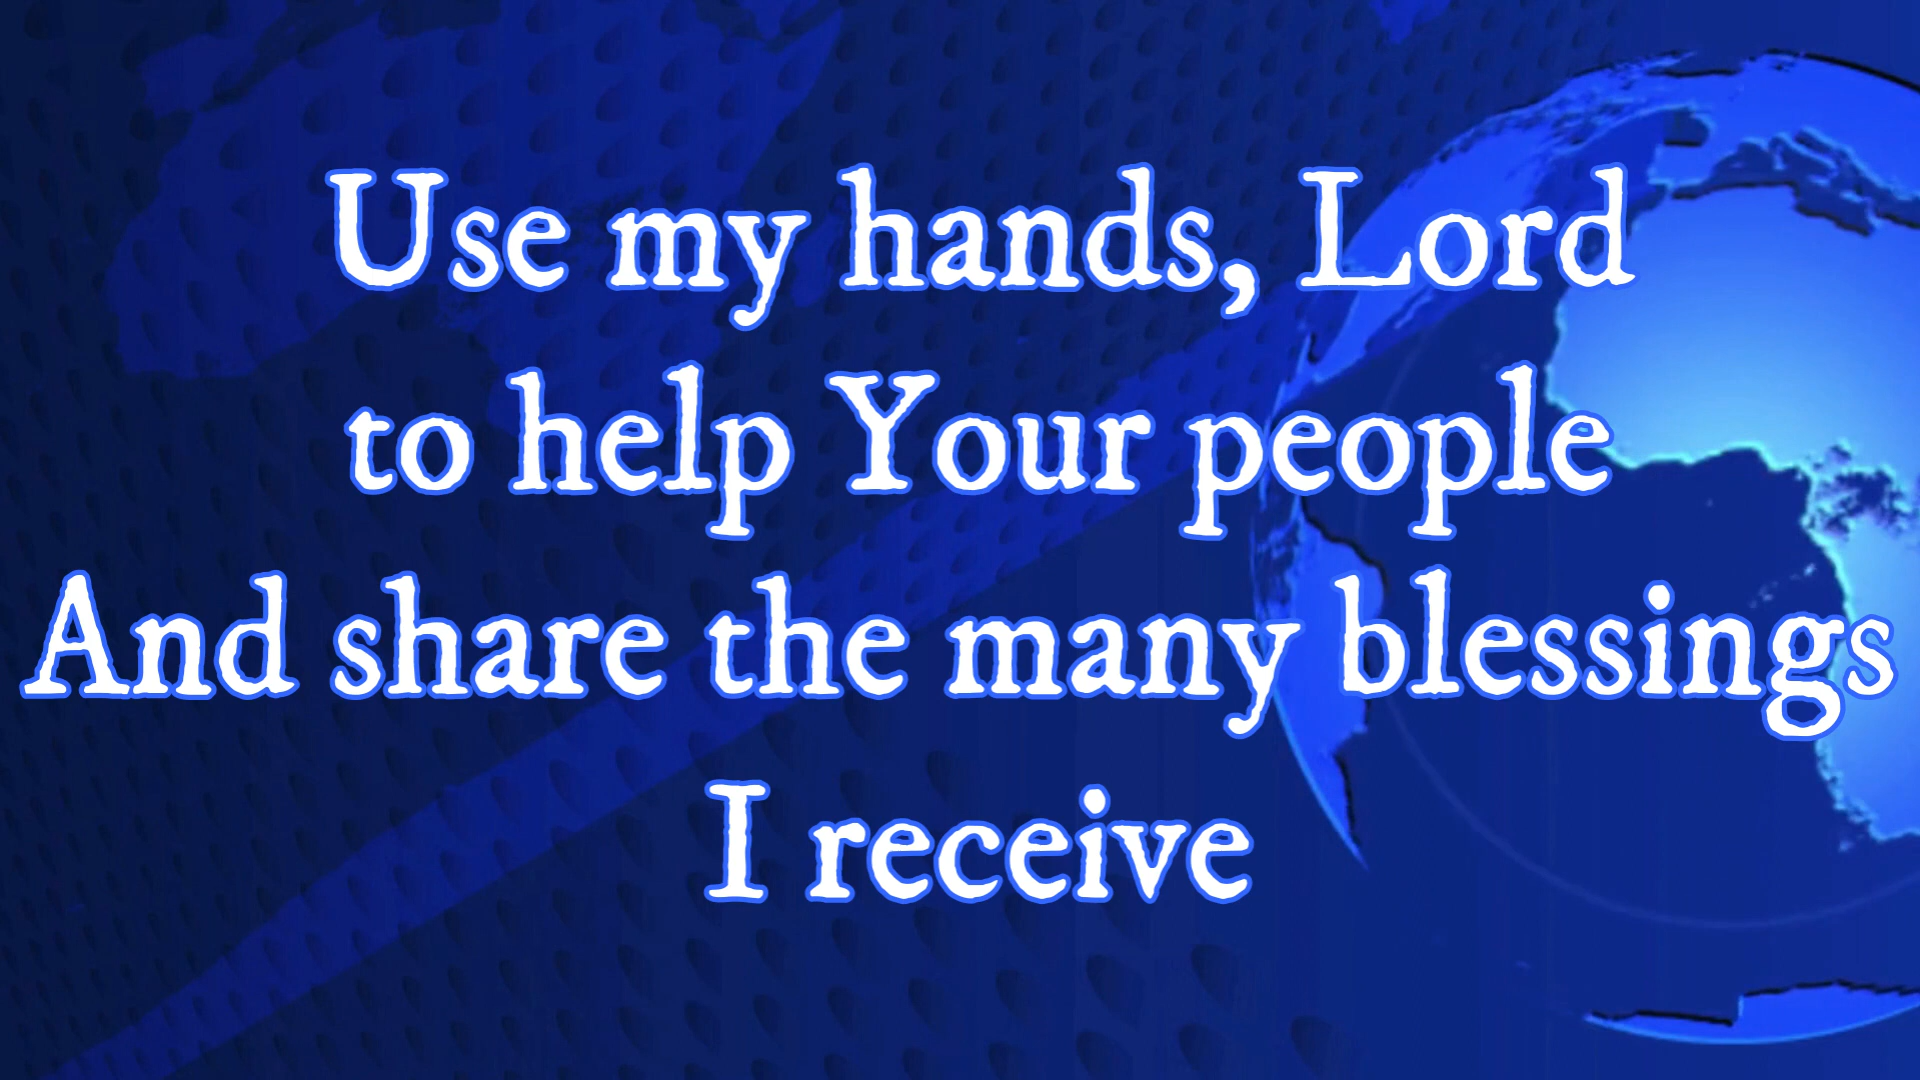 Use my hands, Lord
to help Your people
And share the many blessings
I receive